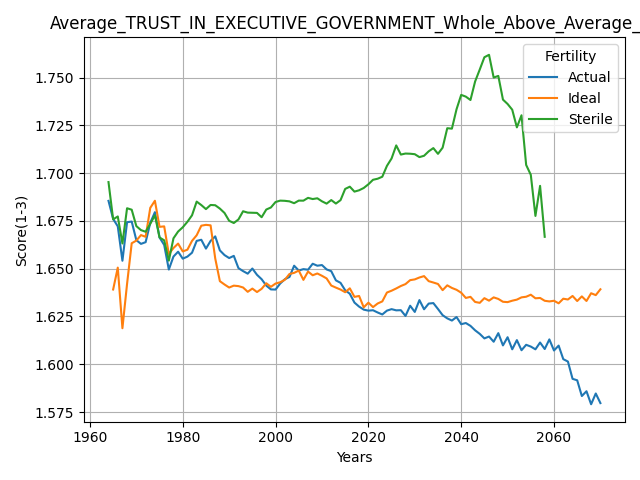 Average_TRUST_IN_EXECUTIVE_GOVERNMENT_Whole_Above_Average_
Fertility
Actual
Ideal
Sterile
1.750
1.725
1.700
1.675
1.650
1.625
1.600
1.575
Score(1-3)
1960
1980
2000
2020
2040
2060
Years